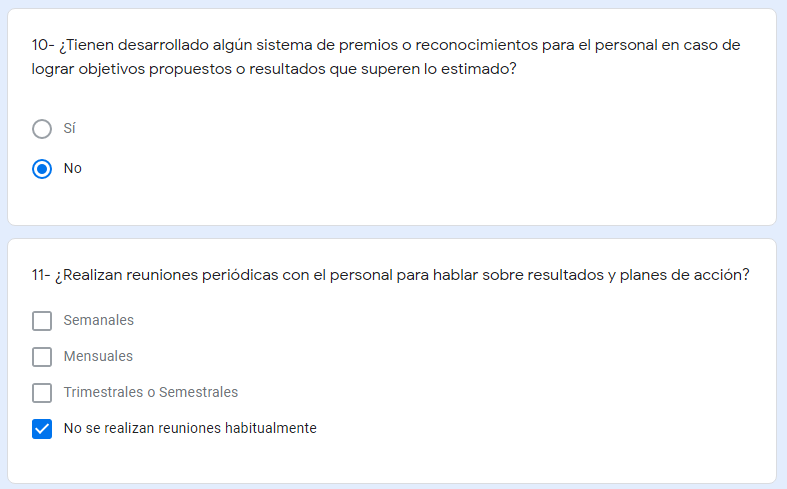 10- ¿Tienen desarrollado algún sistema de premios o reconocimientos para el personal en caso de
lograr objetivos propuestos o resultados que superen lo estimado?
Sí
No
11- ¿Realizan reuniones periódicas con el personal para hablar sobre resultados y planes de acción?
Semanales
Mensuales
Trimestrales o Semestrales
No se realizan reuniones habitualmente